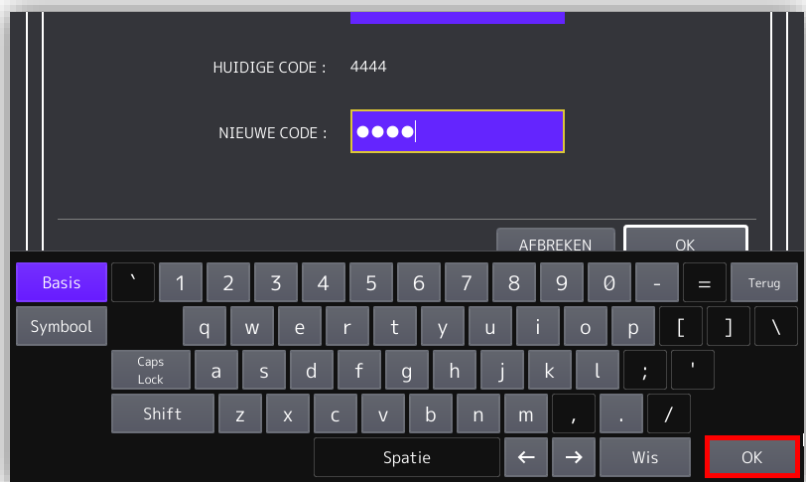 HUIDIGE CODE : 4444
NIEUWE CODE : ●●●●
AFBREKEN OK
Basis ` 1 2 3 4 5 6 7 8 9 0 - = Terug
Symbool q w e r t y u i o p [ ] \
Caps Lock a s d f g h j k l ; '
Shift z x c v b n m , . /
Spatie ← → Wis OK